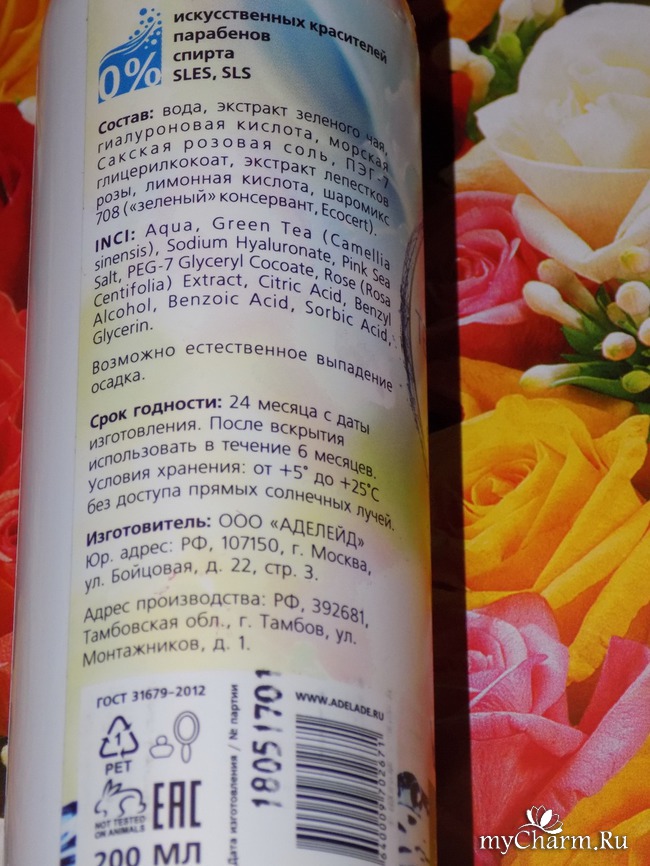 0%
искусственных красителей
парабенов
спирта
SLES, SLS
Состав: вода, экстракт зеленого чая,
гиалуроновая кислота, морская
Сакская розовая соль, ПЭГ-7
глицерилкокоат, экстракт лепестков
розы, лимонная кислота, шаромикс
708 («зеленый» консервант, Ecocert).
INCI: Aqua, Green Tea (Camellia
sinensis), Sodium Hyaluronate, Pink Sea
Salt, PEG-7 Glyceryl Cocoate, Rose (Rosa
Centifolia) Extract, Citric Acid, Benzyl
Alcohol, Benzoic Acid, Sorbic Acid,
Glycerin.
Возможно естественное выпадение
осадка.
Срок годности: 24 месяца с даты
изготовления. После вскрытия
использовать в течение 6 месяцев.
Условия хранения: от +5° до +25°С
без доступа прямых солнечных лучей.
Изготовитель: ООО «АДЕЛЕЙД»
Юр. адрес: РФ, 107150, г. Москва,
ул. Бойцовая, д. 22, стр. 3.
Адрес производства: РФ, 392681,
Тамбовская обл., г. Тамбов, ул.
Монтажников, д. 1.
ГОСТ 31679-2012
1
PET
NOT TESTED
ON ANIMALS
EAC
200 МЛ
Дата изготовления / № партии
18051701
WWW.ADELADE.RU
myCharm.Ru